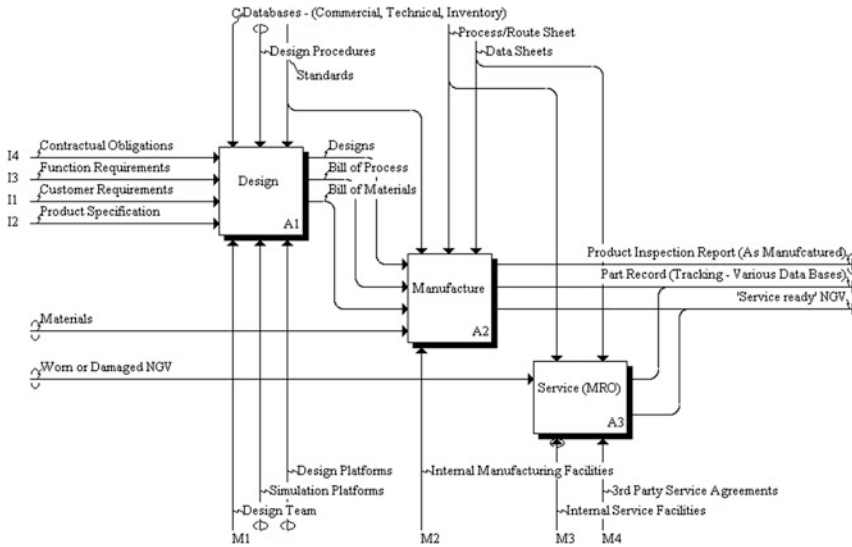 Databases - (Commercial, Technical, Inventory)
Design Procedures
Standards
Process/Route Sheet
Data Sheets
I4 Contractual Obligations
I3 Function Requirements
I1 Customer Requirements
I2 Product Specification
Design
A1
Designs
Bill of Process
Bill of Materials
Manufacture
A2
Product Inspection Report (As Manufcatured)
Part Record (Tracking - Various Data Bases)
'Service ready' NGV
Materials
Worn or Damaged NGV
Service (MRO)
A3
Design Platforms
Simulation Platforms
Design Team
Internal Manufacturing Facilities
3rd Party Service Agreements
Internal Service Facilities
M1
M2
M3
M4